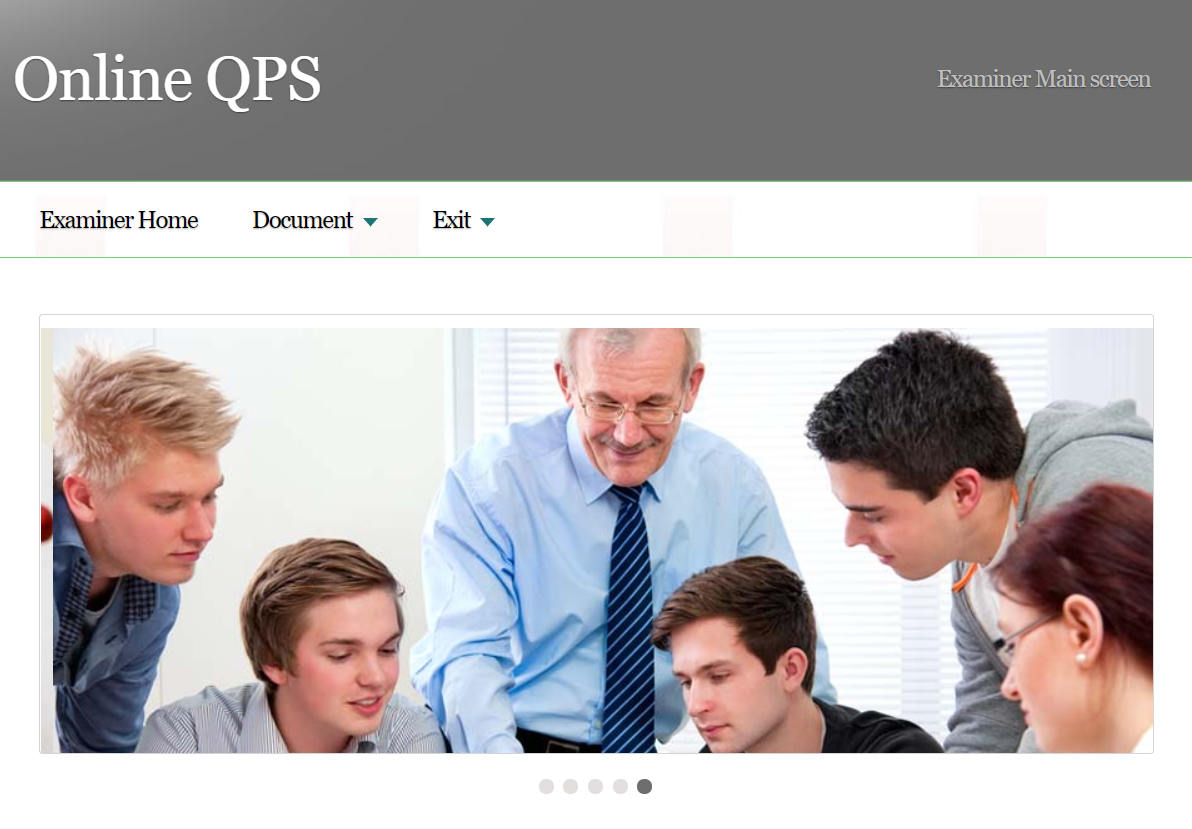 Online QPS
Examiner Main screen
Examiner Home
Document
Exit